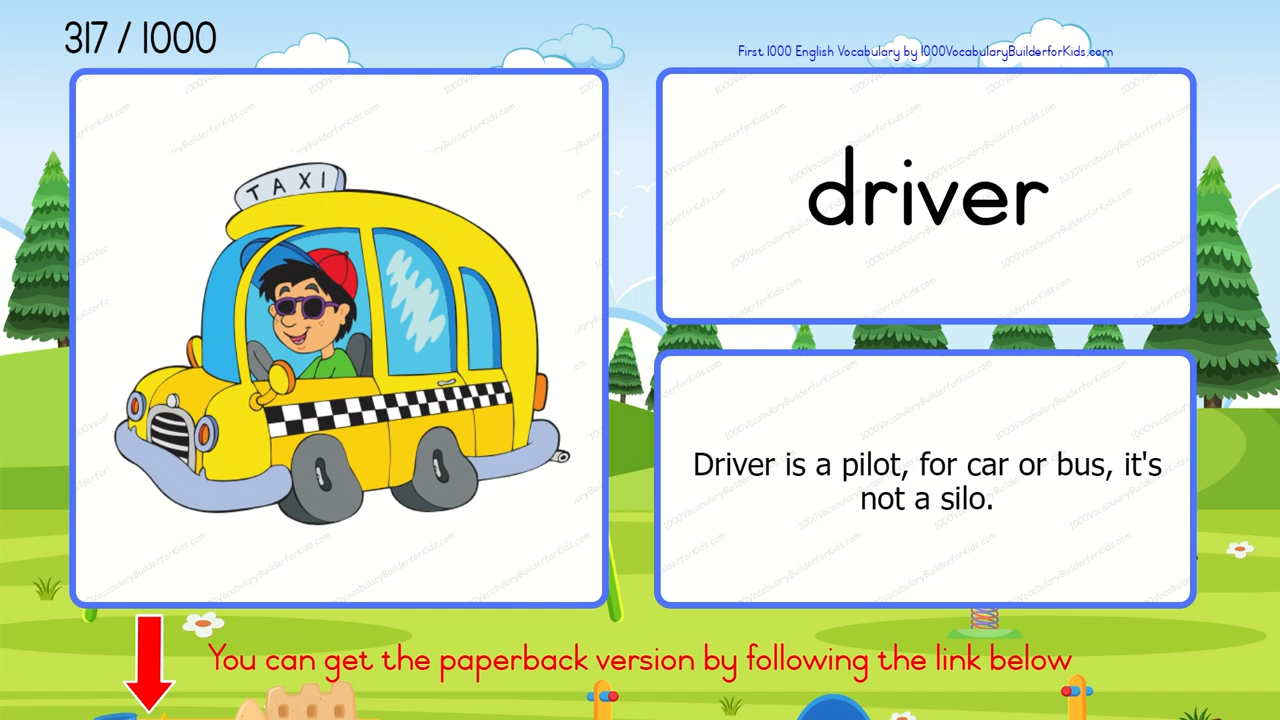 317 / 1000
First 1000 English Vocabulary by 1000VocabularyBuilderforKids.com
TAXI
driver
Driver is a pilot, for car or bus, it's
not a silo.
You can get the paperback version by following the link below